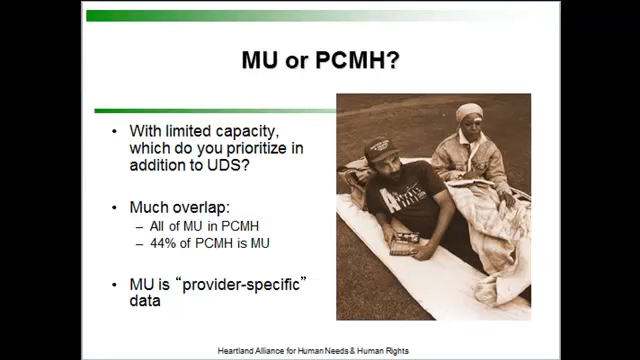 MU or PCMH?
• With limited capacity,
which do you prioritize in
addition to UDS?
• Much overlap:
– All of MU in PCMH
– 44% of PCMH is MU
• MU is “provider-specific”
data
Heartland Alliance for Human Needs & Human Rights